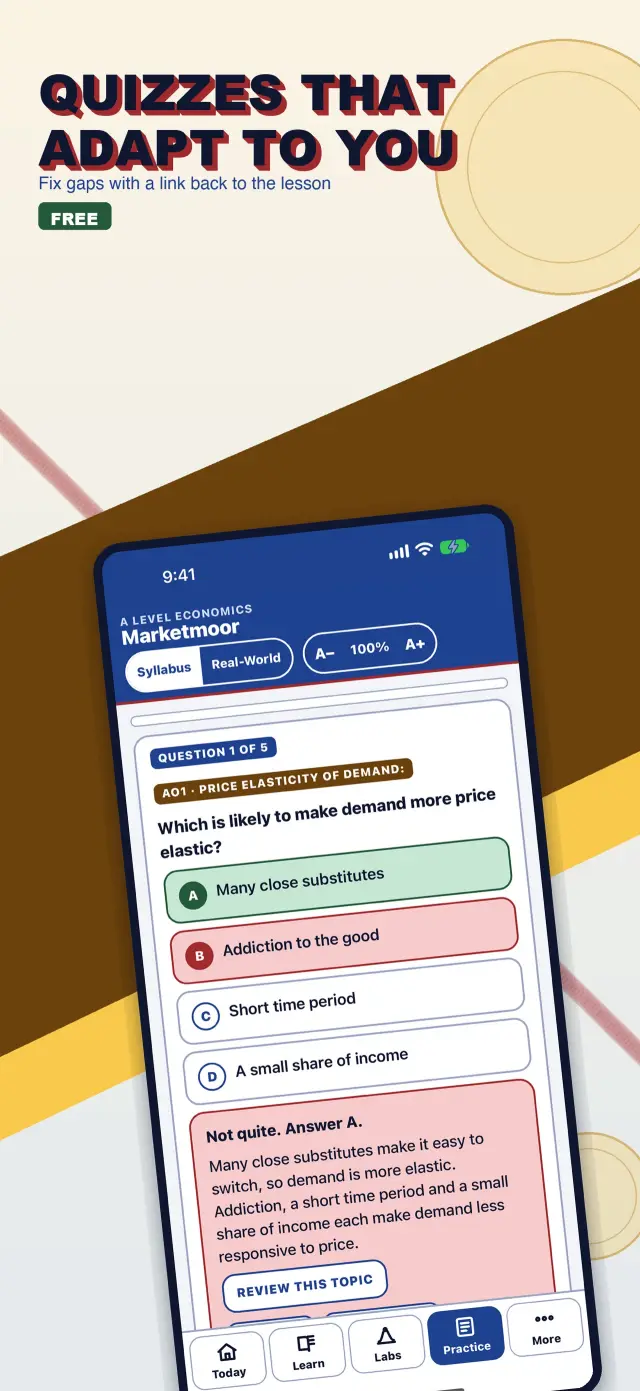 QUIZZES THAT
ADAPT TO YOU
Fix gaps with a link back to the lesson
FREE
9:41
A LEVEL ECONOMICS
Marketmoor
Syllabus
Real-World
A−
100%
A+
QUESTION 1 OF 5
AO1 · PRICE ELASTICITY OF DEMAND:
Which is likely to make demand more price
elastic?
A
Many close substitutes
B
Addiction to the good
C
Short time period
D
A small share of income
Not quite. Answer A.
Many close substitutes make it easy to
switch, so demand is more elastic.
Addiction, a short time period and a small
share of income each make demand less
responsive to price.
REVIEW THIS TOPIC
Today
Learn
Labs
Practice
More